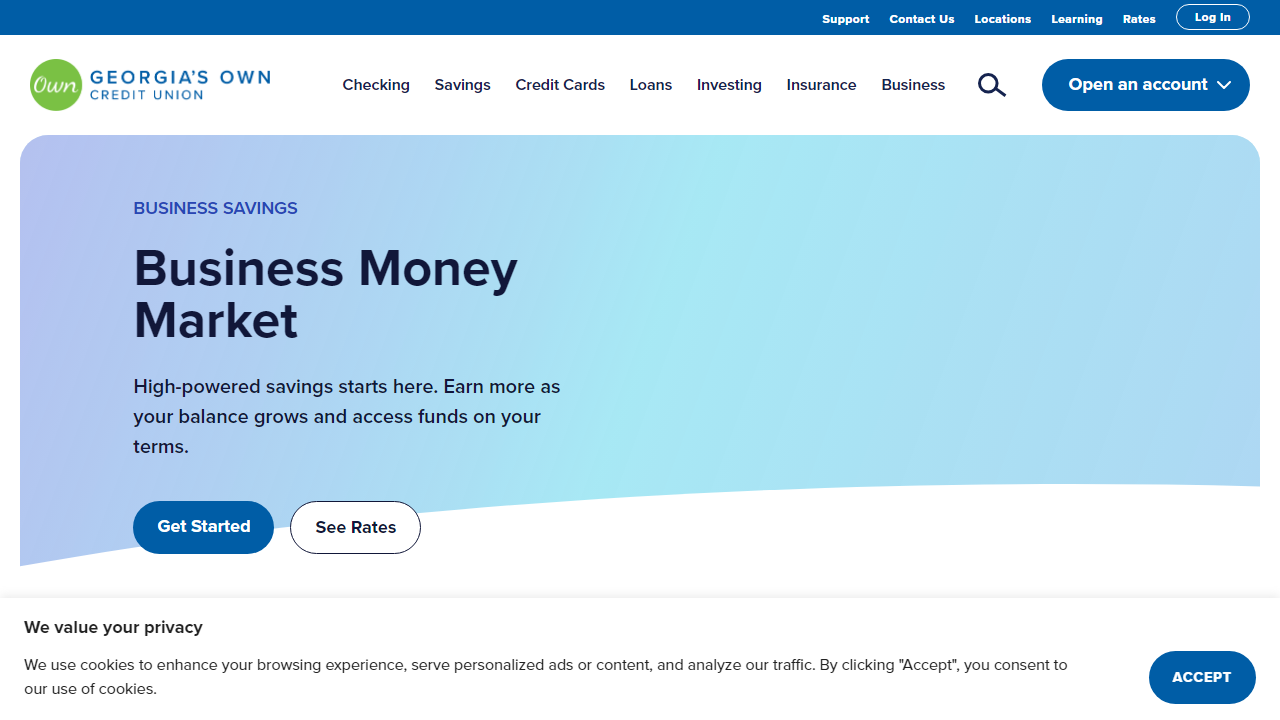 Support Contact Us Locations Learning Rates Log In
Own GEORGIA'S OWN
CREDIT UNION
Checking Savings Credit Cards Loans Investing Insurance Business Open an account
BUSINESS SAVINGS
Business Money
Market
High-powered savings starts here. Earn more as
your balance grows and access funds on your
terms.
Get Started See Rates
We value your privacy
We use cookies to enhance your browsing experience, serve personalized ads or content, and analyze our traffic. By clicking "Accept", you consent to
our use of cookies.
ACCEPT